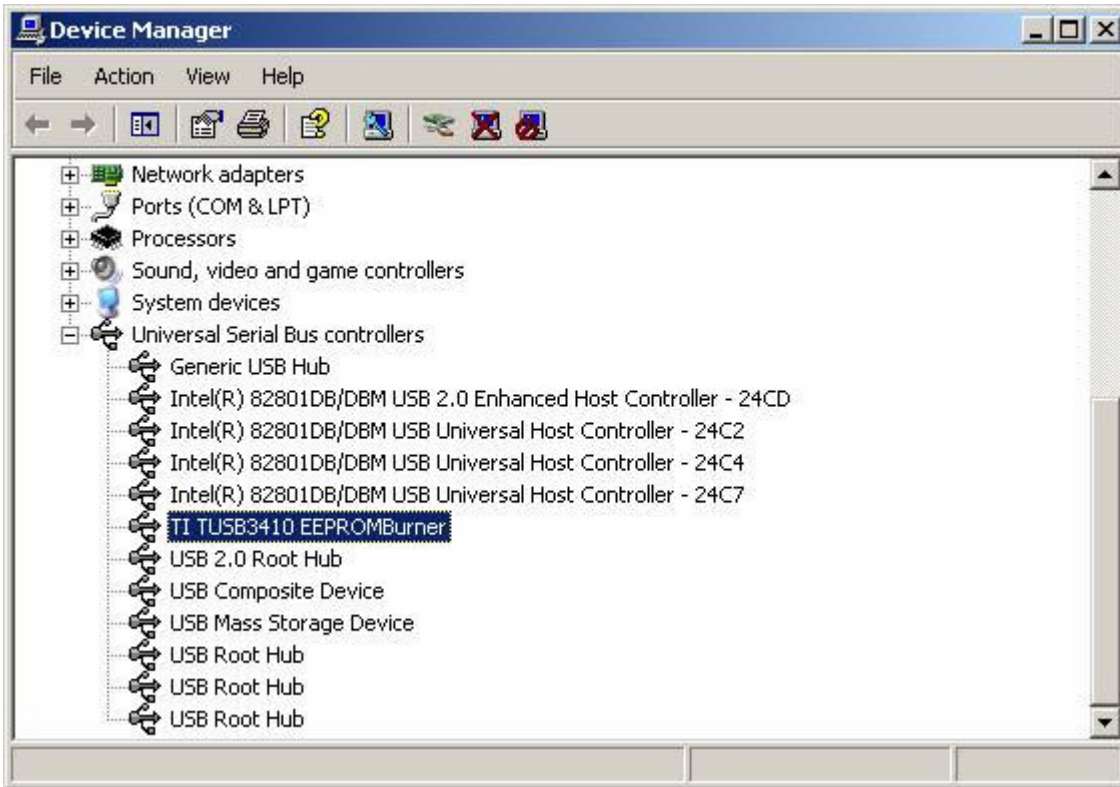 Device Manager
File Action View Help
Network adapters
Ports (COM & LPT)
Processors
Sound, video and game controllers
System devices
Universal Serial Bus controllers
Generic USB Hub
Intel(R) 82801DB/DBM USB 2.0 Enhanced Host Controller - 24CD
Intel(R) 82801DB/DBM USB Universal Host Controller - 24C2
Intel(R) 82801DB/DBM USB Universal Host Controller - 24C4
Intel(R) 82801DB/DBM USB Universal Host Controller - 24C7
TI TUSB3410 EEPROMBurner
USB 2.0 Root Hub
USB Composite Device
USB Mass Storage Device
USB Root Hub
USB Root Hub
USB Root Hub